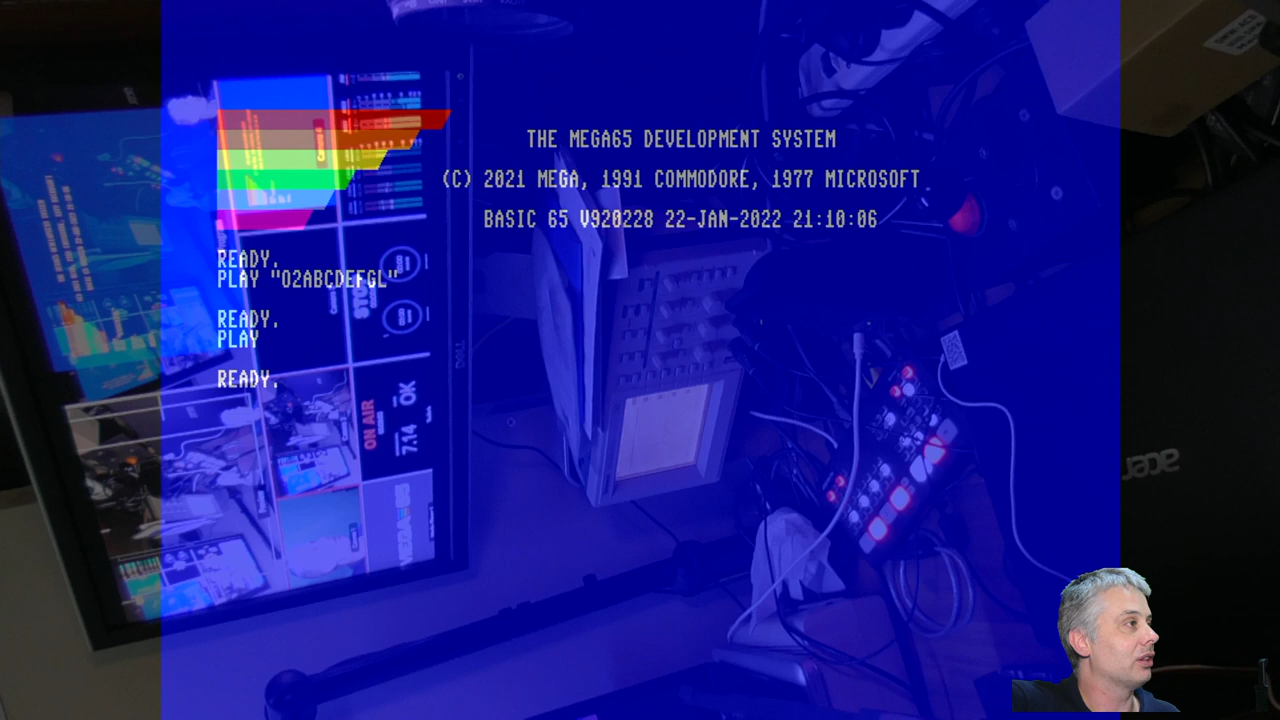 THE MEGA65 DEVELOPMENT SYSTEM
(C) 2021 MEGA, 1991 COMMODORE, 1977 MICROSOFT
BASIC 65 V920228 22-JAN-2022 21:10:06
READY.
PLAY "O2ABCDEFGL"
READY.
PLAY
READY.
ON AIR
7.14 OK
MEGA65
acer